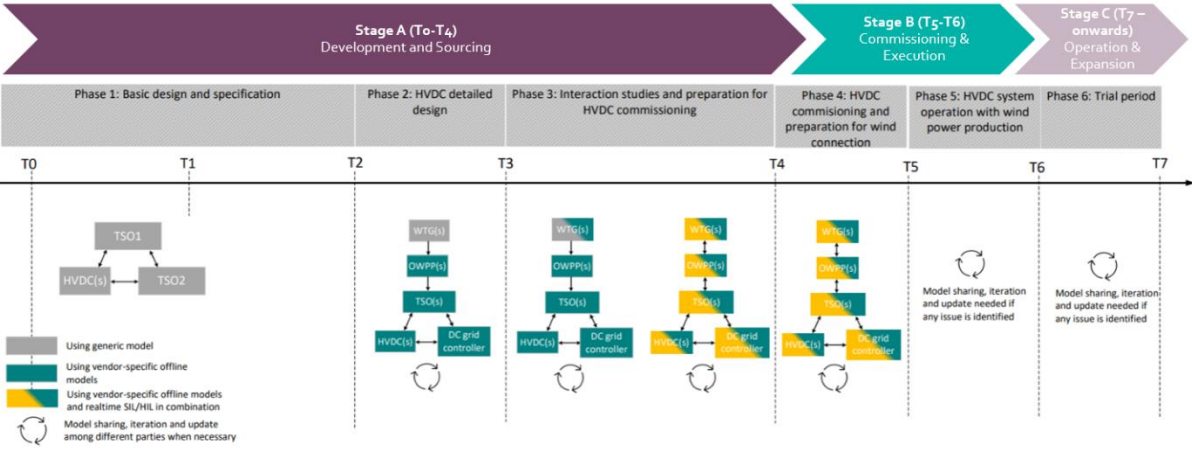 Stage A (T0-T4)
Development and Sourcing
Stage B (T5-T6)
Commissioning &
Execution
Stage C (T7 –
onwards)
Operation &
Expansion
Phase 1: Basic design and specification
Phase 2: HVDC detailed
design
Phase 3: Interaction studies and preparation for
HVDC commissioning
Phase 4: HVDC
commisioning and
preparation for wind
connection
Phase 5: HVDC system
operation with wind
power production
Phase 6: Trial period
T0
T1
T2
T3
T4
T5
T6
T7
TSO1
HVDC(s)
TSO2
WTG(s)
OWPP(s)
TSO(s)
HVDC(s)
DC grid
controller
WTG(s)
OWPP(s)
TSO(s)
HVDC(s)
DC grid
controller
WTG(s)
OWPP(s)
TSO(s)
HVDC(s)
DC grid
controller
WTG(s)
OWPP(s)
TSO(s)
HVDC(s)
DC grid
controller
Model sharing, iteration
and update needed if
any issue is identified
Model sharing, iteration
and update needed if
any issue is identified
Using generic model
Using vendor-specific offline
models
Using vendor-specific offline models
and realtime SIL/HIL in combination
Model sharing, iteration and update
among different parties when necessary